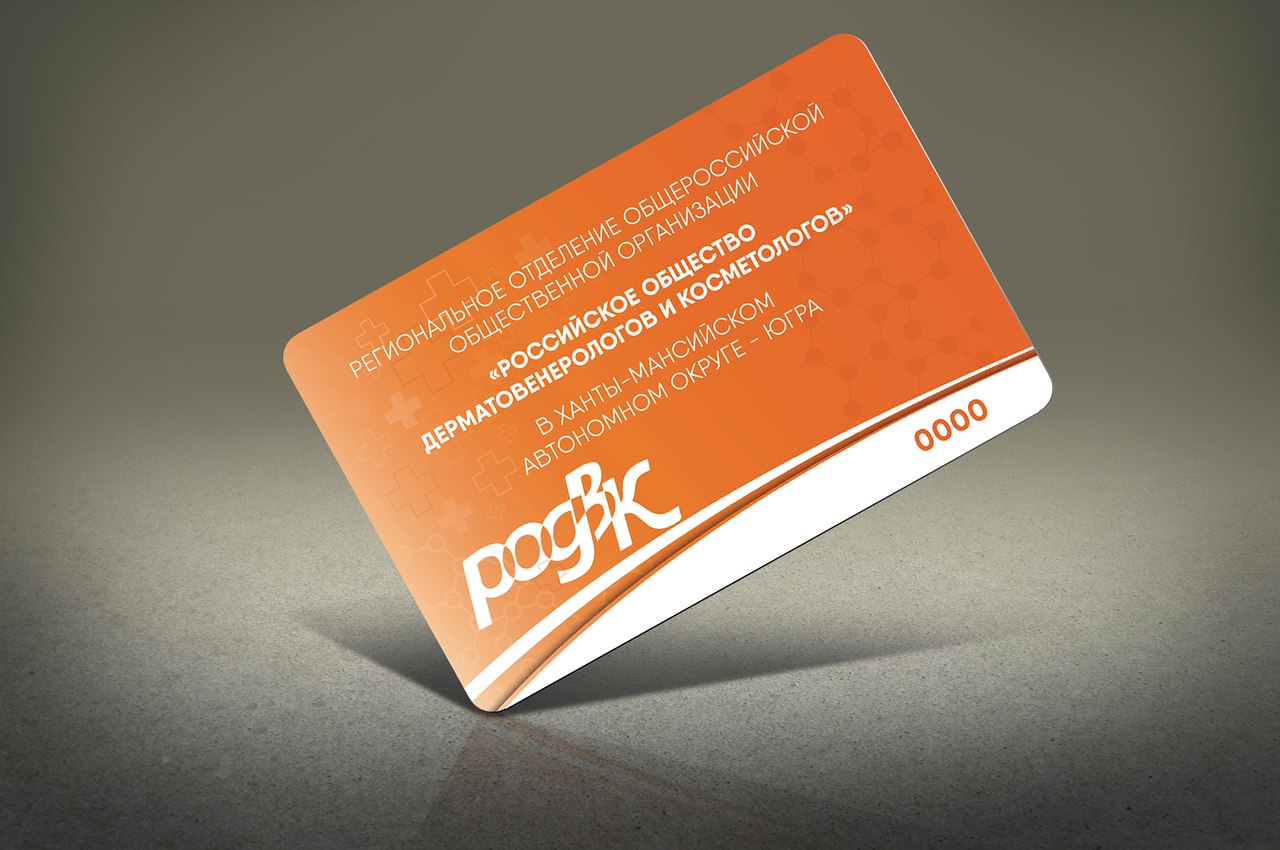 РЕГИОНАЛЬНОЕ ОТДЕЛЕНИЕ ОБЩЕРОССИЙСКОЙ
ОБЩЕСТВЕННОЙ ОРГАНИЗАЦИИ
«РОССИЙСКОЕ ОБЩЕСТВО
ДЕРМАТОВЕНЕРОЛОГОВ И КОСМЕТОЛОГОВ»
В ХАНТЫ-МАНСИЙСКОМ
АВТОНОМНОМ ОКРУГЕ - ЮГРА
родВК
0000